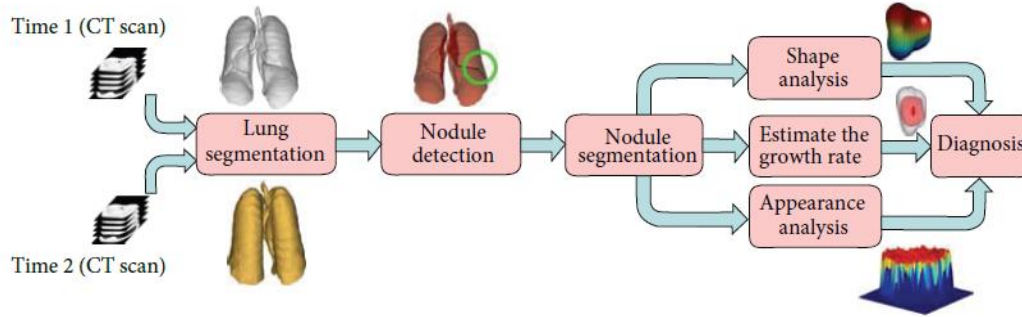 Time 1 (CT scan)
Lung
segmentation
Time 2 (CT scan)
Nodule
detection
Nodule
segmentation
Shape
analysis
Estimate the
growth rate
Appearance
analysis
Diagnosis